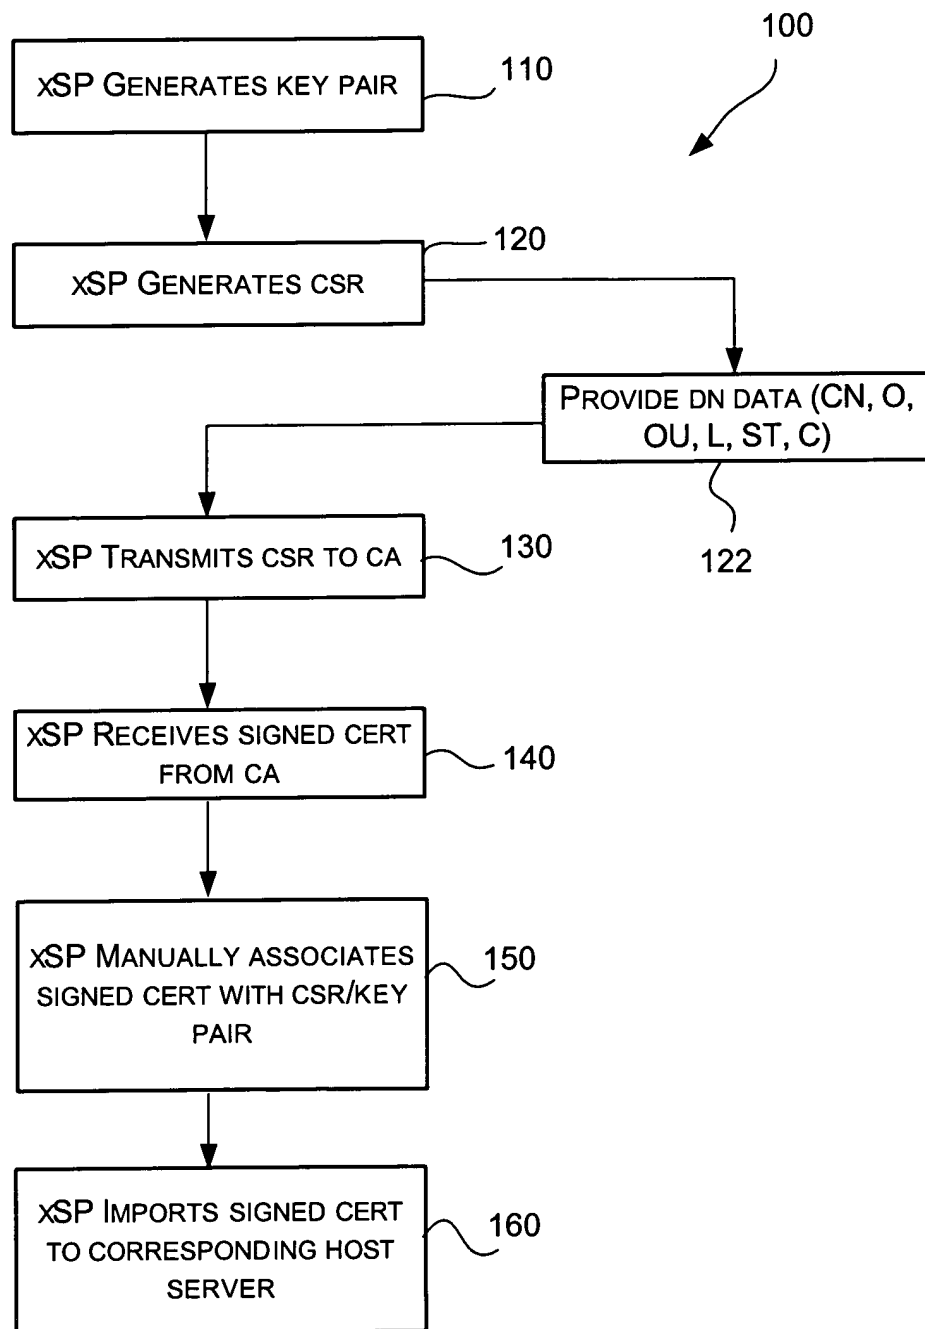 100
xSP GENERATES KEY PAIR
110
xSP GENERATES CSR
120
PROVIDE DN DATA (CN, O,
OU, L, ST, C)
122
xSP TRANSMITS CSR TO CA
130
xSP RECEIVES SIGNED CERT
FROM CA
140
xSP MANUALLY ASSOCIATES
SIGNED CERT WITH CSR/KEY
PAIR
150
xSP IMPORTS SIGNED CERT
TO CORRESPONDING HOST
SERVER
160